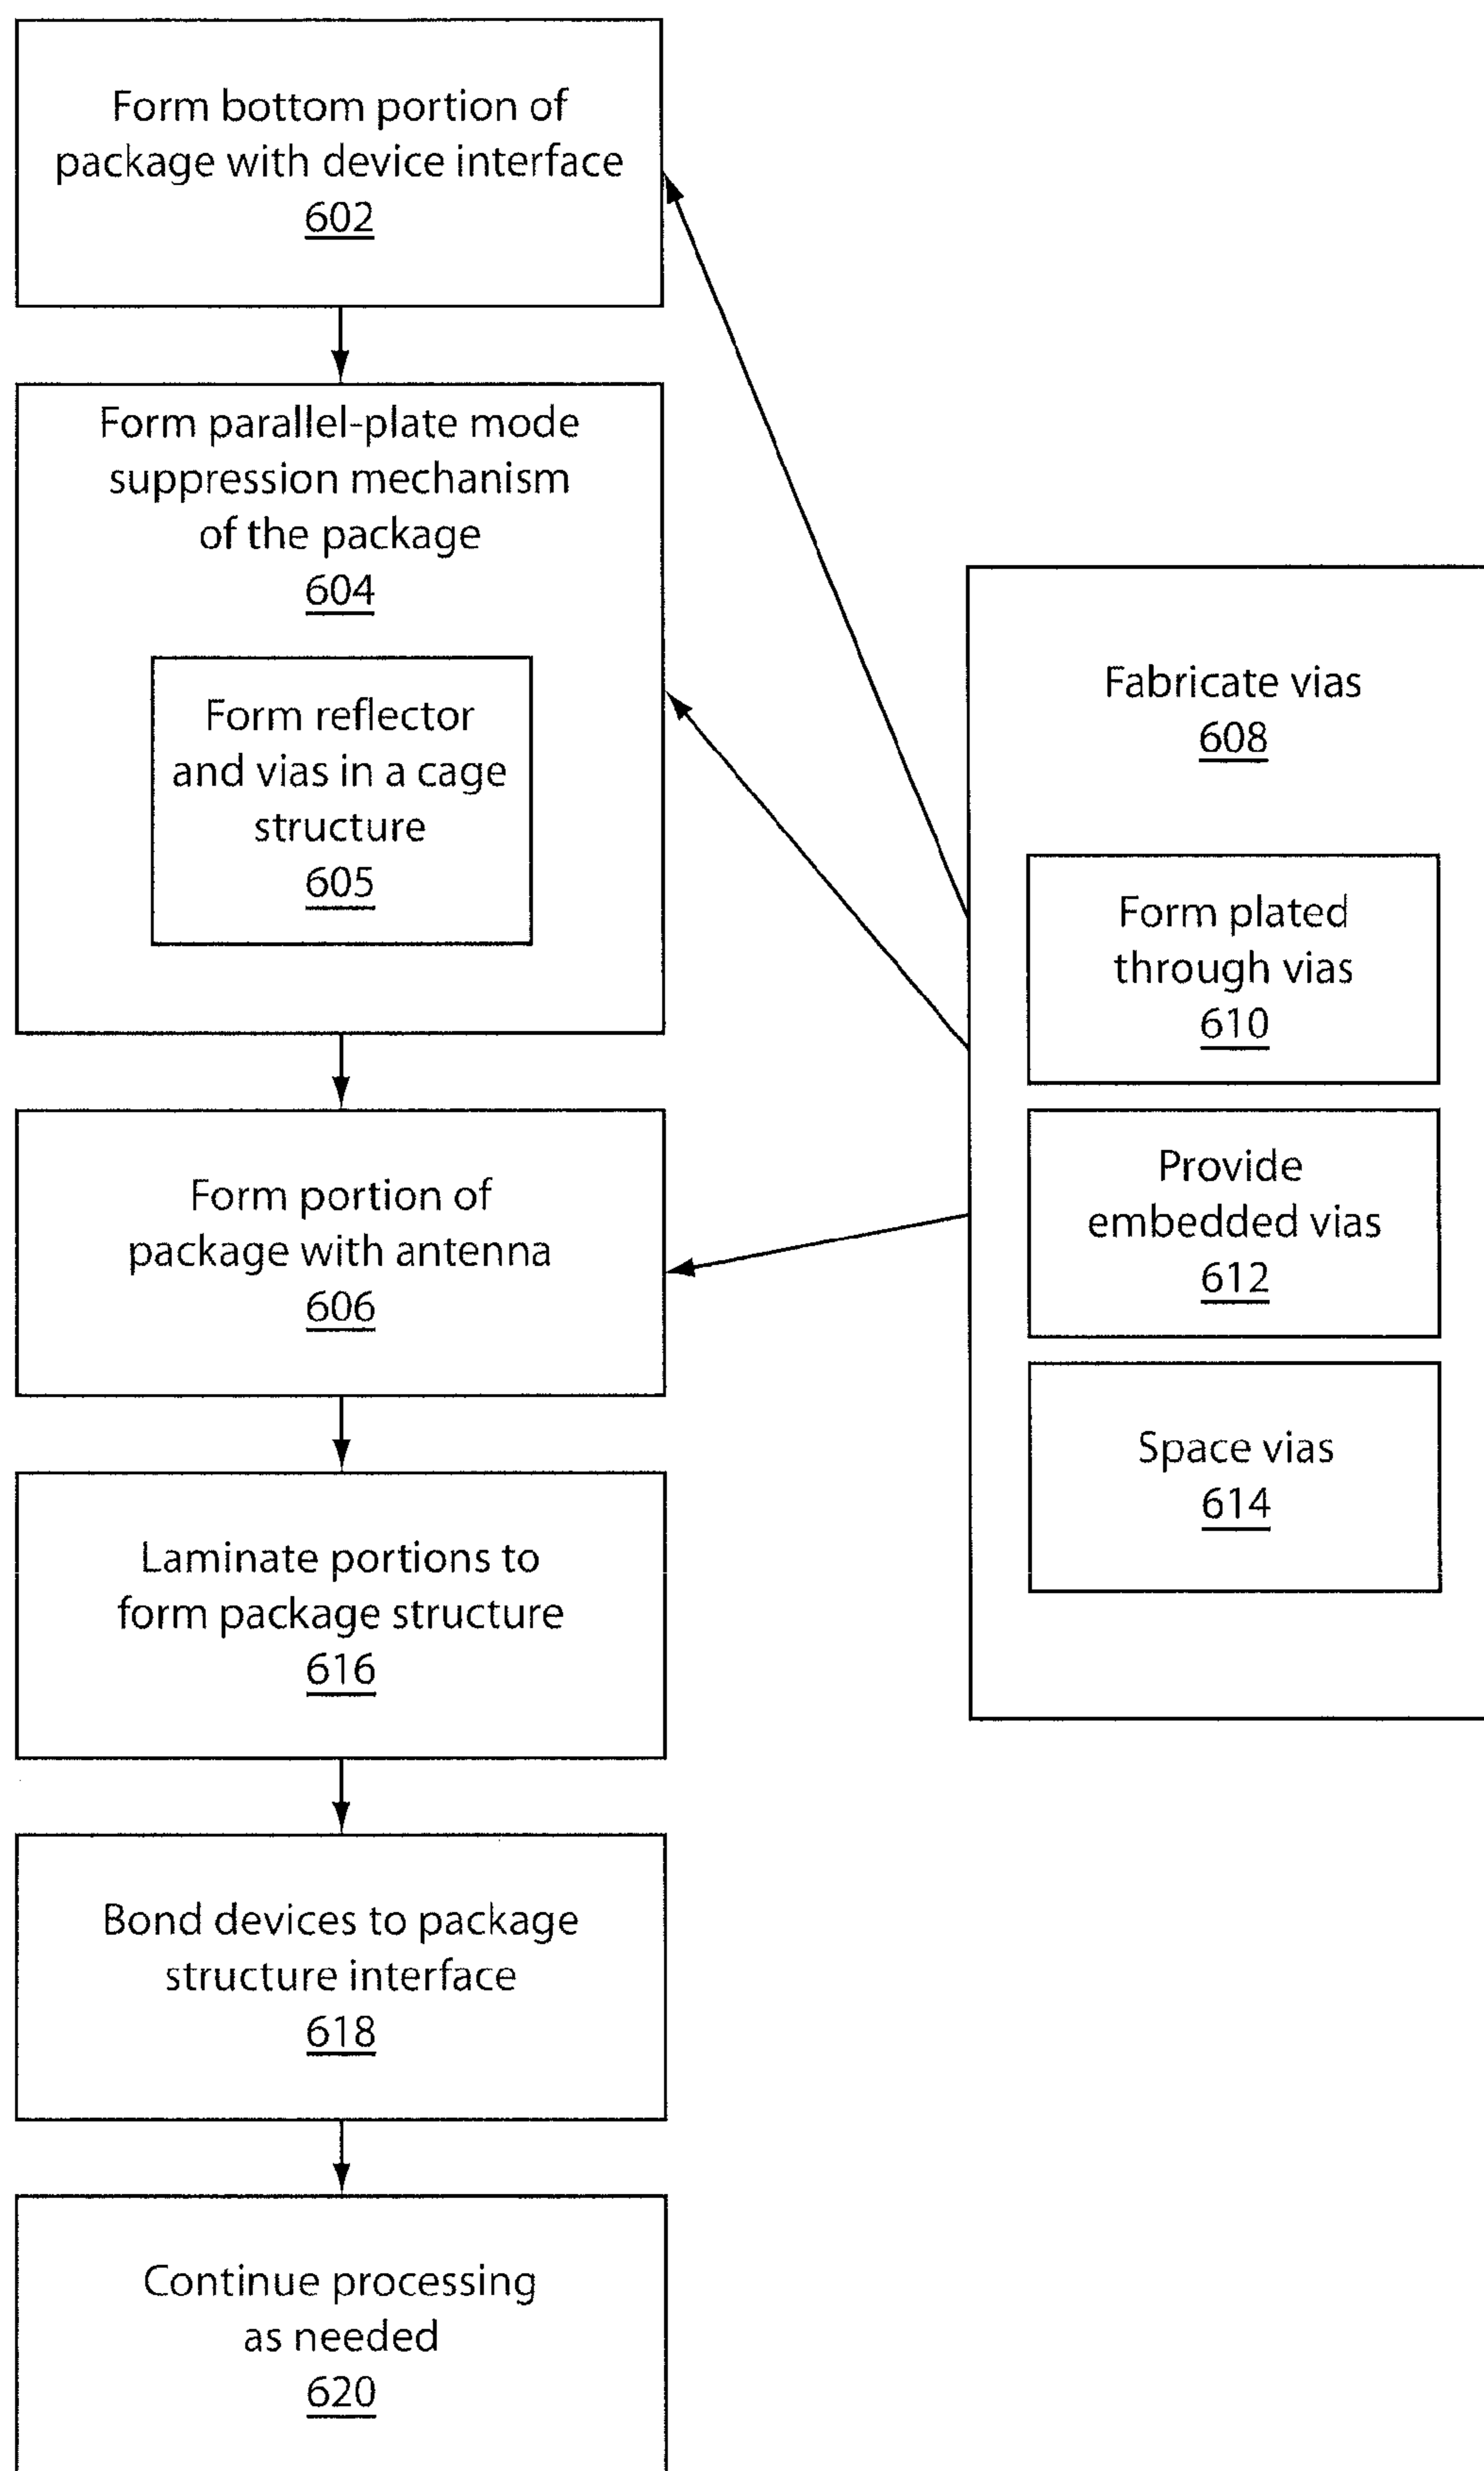 Form bottom portion of
package with device interface
602
Form parallel-plate mode
suppression mechanism
of the package
604
Form reflector
and vias in a cage
structure
605
Form portion of
package with antenna
606
Laminate portions to
form package structure
616
Bond devices to package
structure interface
618
Continue processing
as needed
620
Fabricate vias
608
Form plated
through vias
610
Provide
embedded vias
612
Space vias
614